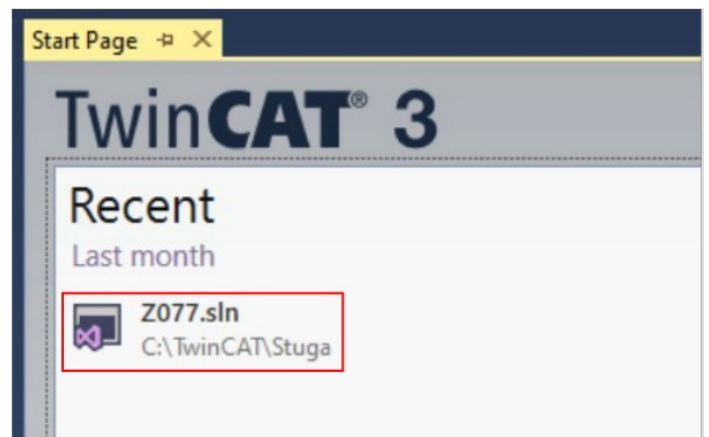 Start Page
TwinCAT® 3
Recent
Last month
Z077.sln
C:\TwinCAT\Stuga